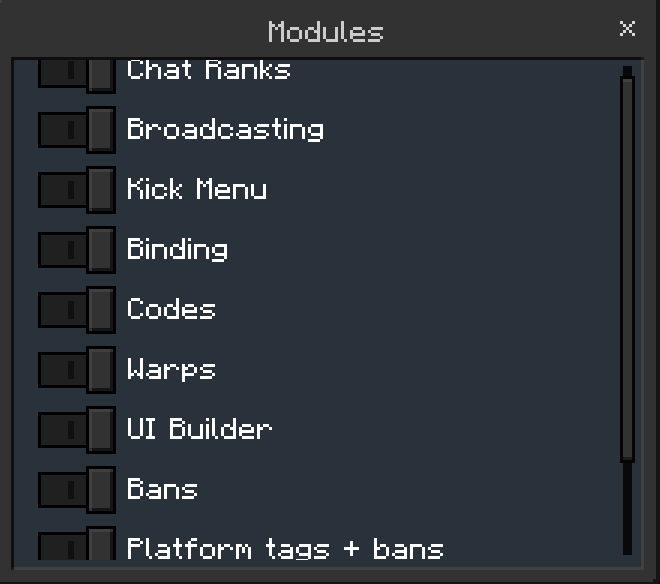 Modules
Chat Ranks
Broadcasting
Kick Menu
Binding
Codes
Warps
UI Builder
Bans
Platform tags + bans